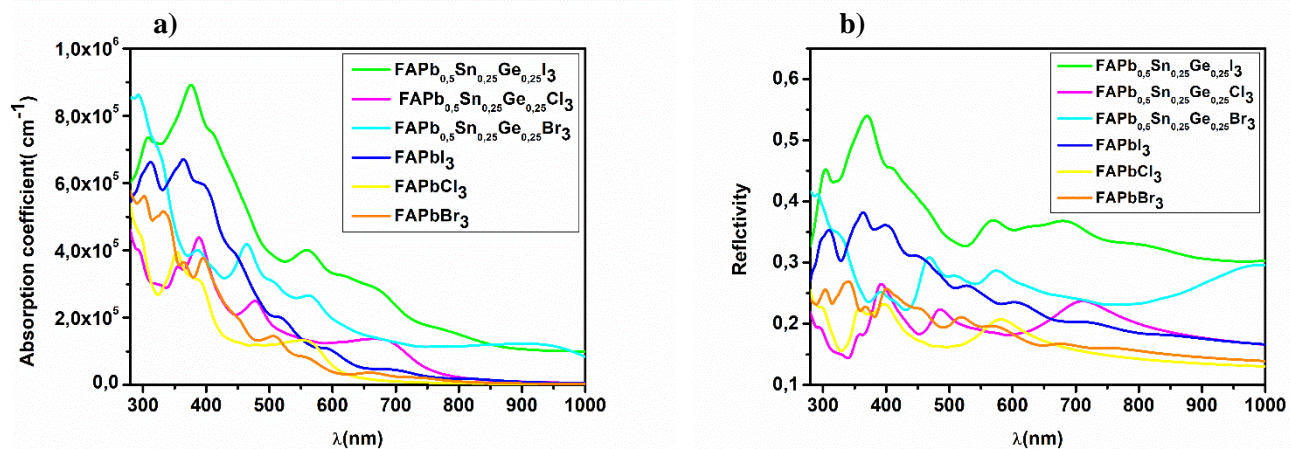 a)
Absorption coefficient( cm-1)
1,0x10^6
8,0x10^5
6,0x10^5
4,0x10^5
2,0x10^5
0,0
300 400 500 600 700 800 900 1000
λ(nm)
FAPb0,5Sn0,25Ge0,25I3
FAPb0,5Sn0,25Ge0,25Cl3
FAPb0,5Sn0,25Ge0,25Br3
FAPbI3
FAPbCl3
FAPbBr3
b)
Reflctivity
0,6
0,5
0,4
0,3
0,2
0,1
300 400 500 600 700 800 900 1000
λ(nm)
FAPb0,5Sn0,25Ge0,25I3
FAPb0,5Sn0,25Ge0,25Cl3
FAPb0,5Sn0,25Ge0,25Br3
FAPbI3
FAPbCl3
FAPbBr3